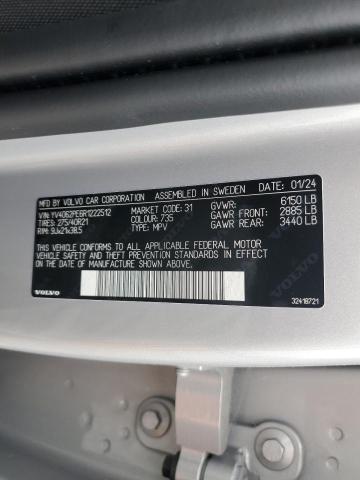 MFD BY VOLVO CAR CORPORATION ASSEMBLED IN SWEDEN DATE: 01/24
VIN: YV4062PE6R1222512 MARKET CODE: 31 GVWR: 6150 LB
TIRES: 275/40R21 COLOUR: 735 GAWR FRONT: 2885 LB
RIM: 9Jx21x38.5 TYPE: MPV GAWR REAR: 3440 LB
THIS VEHICLE CONFORMS TO ALL APPLICABLE FEDERAL MOTOR
VEHICLE SAFETY AND THEFT PREVENTION STANDARDS IN EFFECT
ON THE DATE OF MANUFACTURE SHOWN ABOVE.
VOLVO 32418721